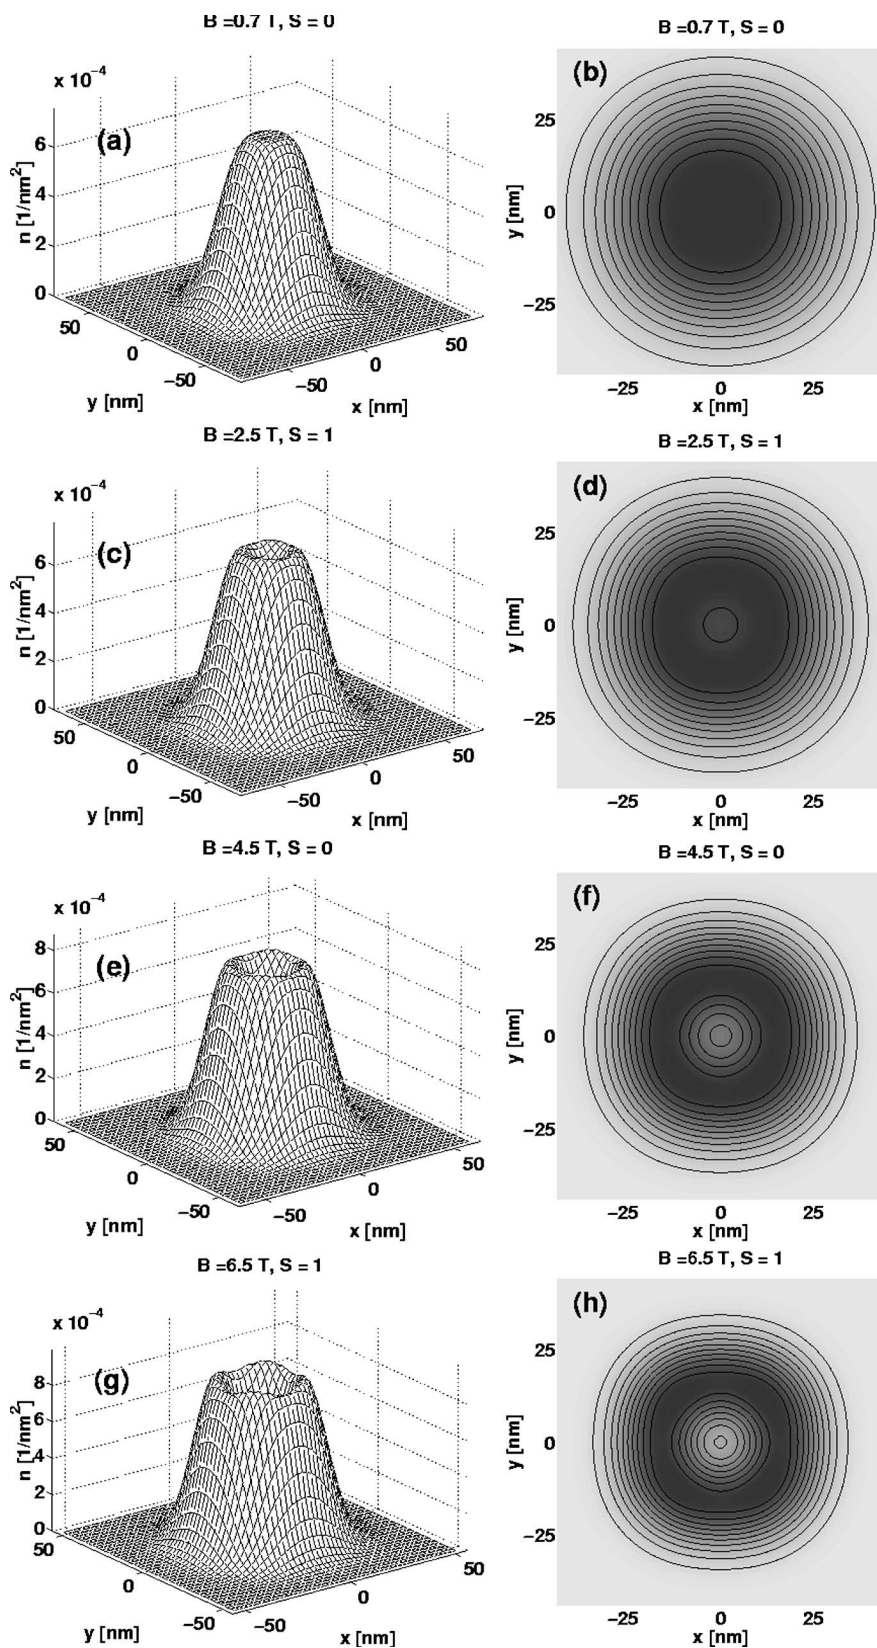 B =0.7 T, S = 0
x 10⁻⁴
(a)
6
4
2
0
n [1/nm²]
50
0
−50
y [nm]
−50
0
50
x [nm]
B =0.7 T, S = 0
(b)
25
0
−25
y [nm]
−25
0
25
x [nm]
B =2.5 T, S = 1
x 10⁻⁴
(c)
6
4
2
0
n [1/nm²]
50
0
−50
y [nm]
−50
0
50
x [nm]
B =2.5 T, S = 1
(d)
25
0
−25
y [nm]
−25
0
25
x [nm]
B =4.5 T, S = 0
x 10⁻⁴
(e)
8
6
4
2
0
n [1/nm²]
50
0
−50
y [nm]
−50
0
50
x [nm]
B =4.5 T, S = 0
(f)
25
0
−25
y [nm]
−25
0
25
x [nm]
B =6.5 T, S = 1
x 10⁻⁴
(g)
8
6
4
2
0
n [1/nm²]
50
0
−50
y [nm]
−50
0
50
x [nm]
B =6.5 T, S = 1
(h)
25
0
−25
y [nm]
−25
0
25
x [nm]